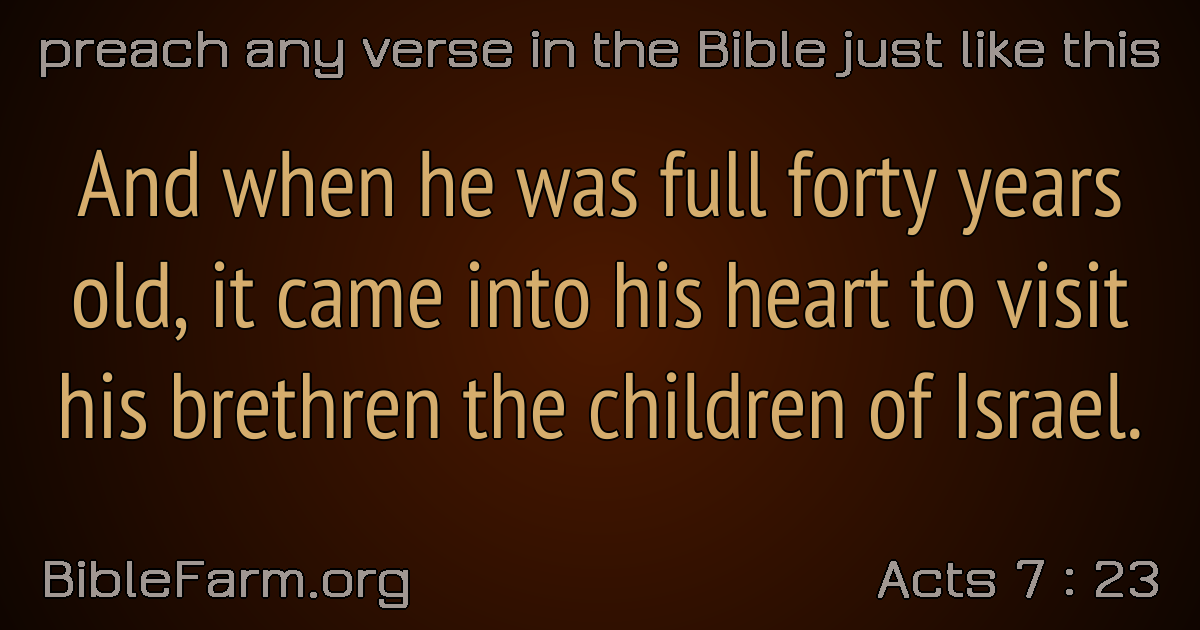 preach any verse in the Bible just like this
And when he was full forty years
old, it came into his heart to visit
his brethren the children of Israel.
BibleFarm.org
Acts 7 : 23